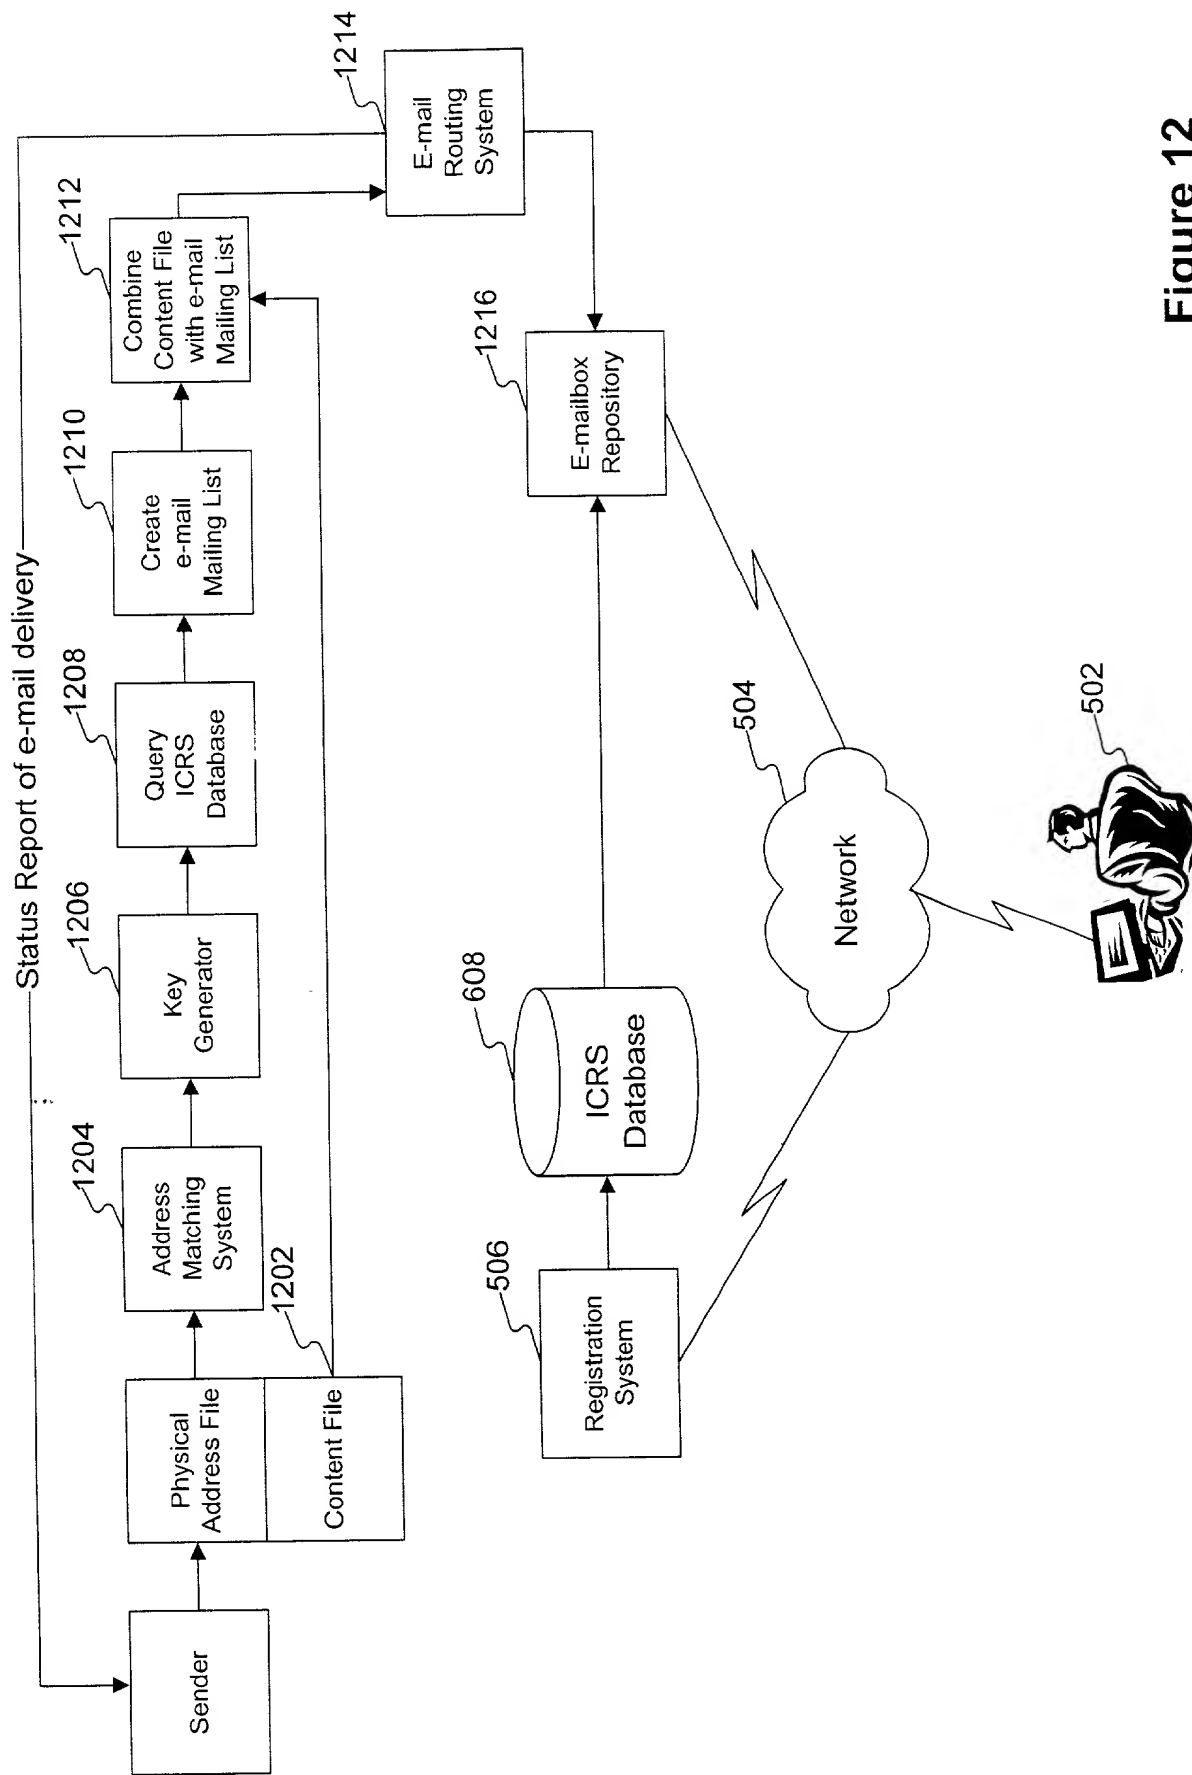 Status Report of e-mail delivery
Sender
Physical
Address File
Content File
1202
1204
Address
Matching
System
1206
Key
Generator
1208
Query
ICRS
Database
1210
Create
e-mail
Mailing List
1212
Combine
Content File
with e-mail
Mailing List
1214
E-mail
Routing
System
506
Registration
System
608
ICRS
Database
1216
E-mailbox
Repository
504
Network
502
Figure 12